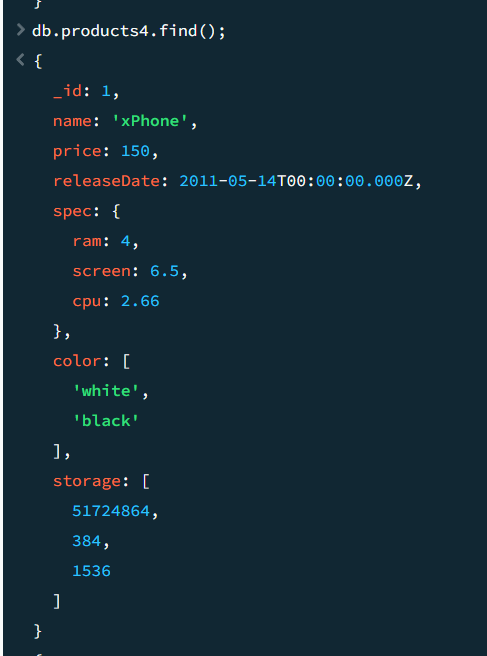 }
> db.products4.find();
< {
_id: 1,
name: 'xPhone',
price: 150,
releaseDate: 2011-05-14T00:00:00.000Z,
spec: {
ram: 4,
screen: 6.5,
cpu: 2.66
},
color: [
'white',
'black'
],
storage: [
51724864,
384,
1536
]
}
{